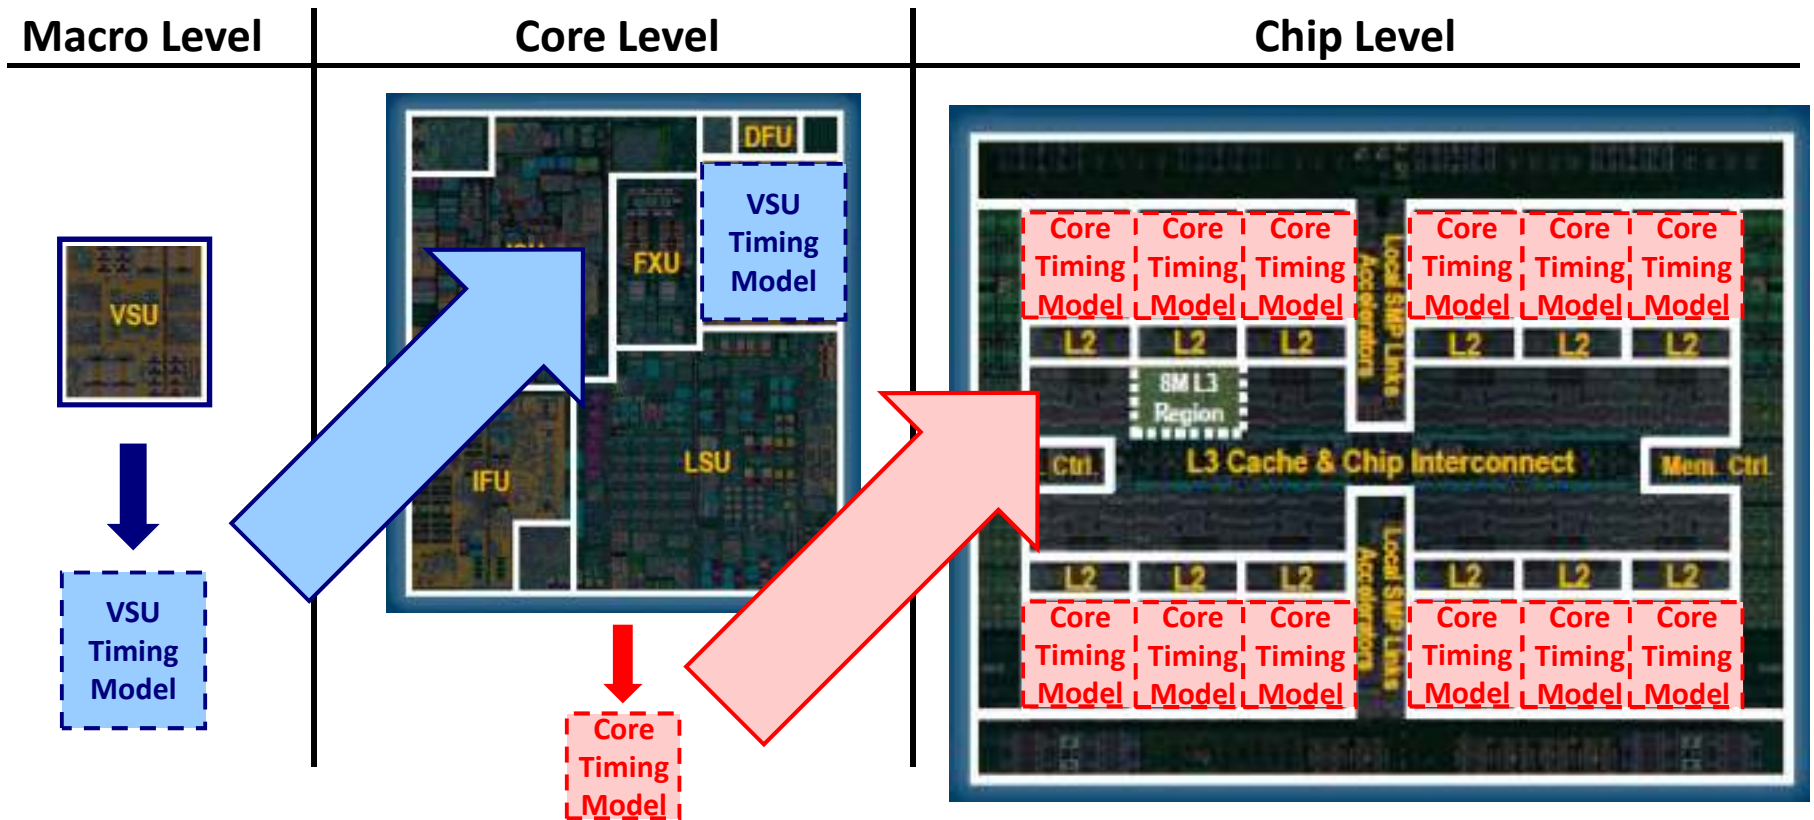 Macro Level
Core Level
Chip Level
VSU
VSU
Timing
Model
DFU
VSU
Timing
Model
FXU
IFU
LSU
Core
Timing
Model
Core
Timing
Model
Core
Timing
Model
Core
Timing
Model
Core
Timing
Model
Core
Timing
Model
Core
Timing
Model
L2
L2
L2
L2
L2
L2
Local SMP Links
Accelerators
8M L3
Region
. Ctrl.
L3 Cache & Chip Interconnect
Mem. Ctrl.
Local SMP Links
Accelerators
L2
L2
L2
L2
L2
L2
Core
Timing
Model
Core
Timing
Model
Core
Timing
Model
Core
Timing
Model
Core
Timing
Model
Core
Timing
Model